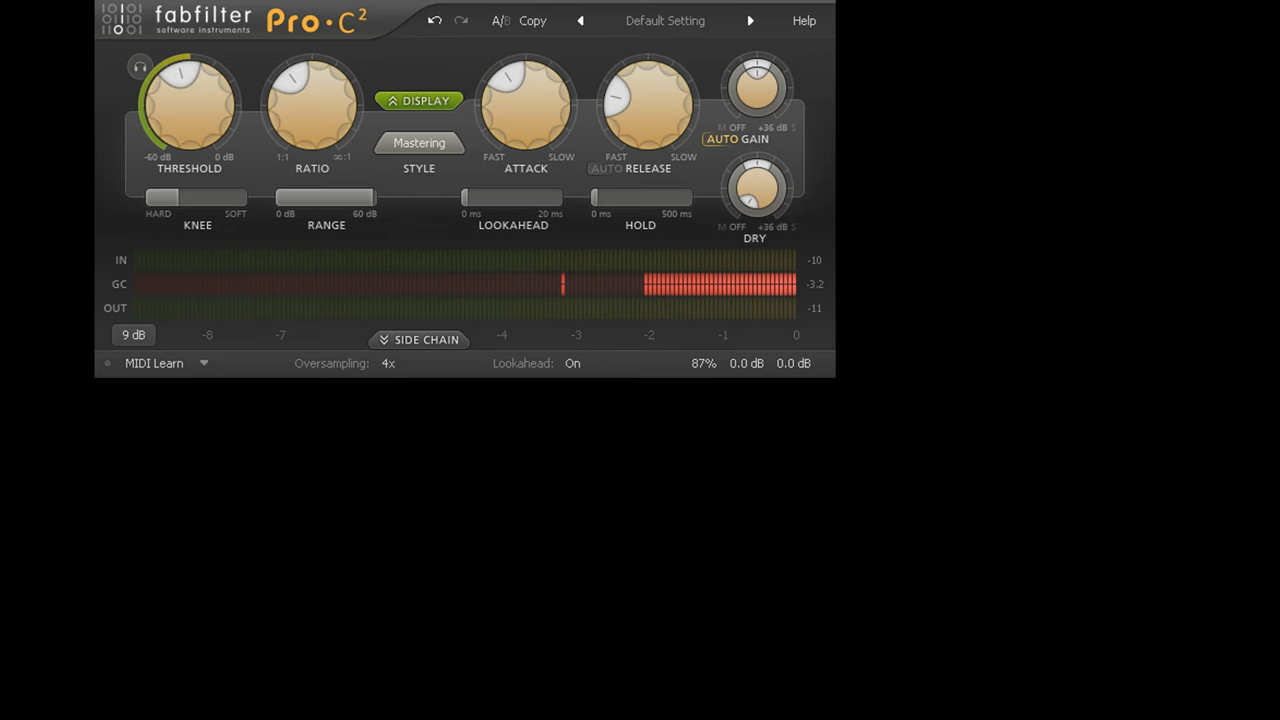 fabfilter
software instruments
Pro·C²
A/B Copy
Default Setting
Help
-60 dB 0 dB
THRESHOLD
1:1 ∞:1
RATIO
DISPLAY
Mastering
STYLE
FAST SLOW
ATTACK
FAST SLOW
AUTO RELEASE
M OFF +36 dB S
AUTO GAIN
HARD SOFT
KNEE
0 dB 60 dB
RANGE
0 ms 20 ms
LOOKAHEAD
0 ms 500 ms
HOLD
M OFF +36 dB S
DRY
IN -10
GC -3.2
OUT -11
9 dB -8 -7 SIDE CHAIN -4 -3 -2 -1 0
MIDI Learn Oversampling: 4x Lookahead: On 87% 0.0 dB 0.0 dB